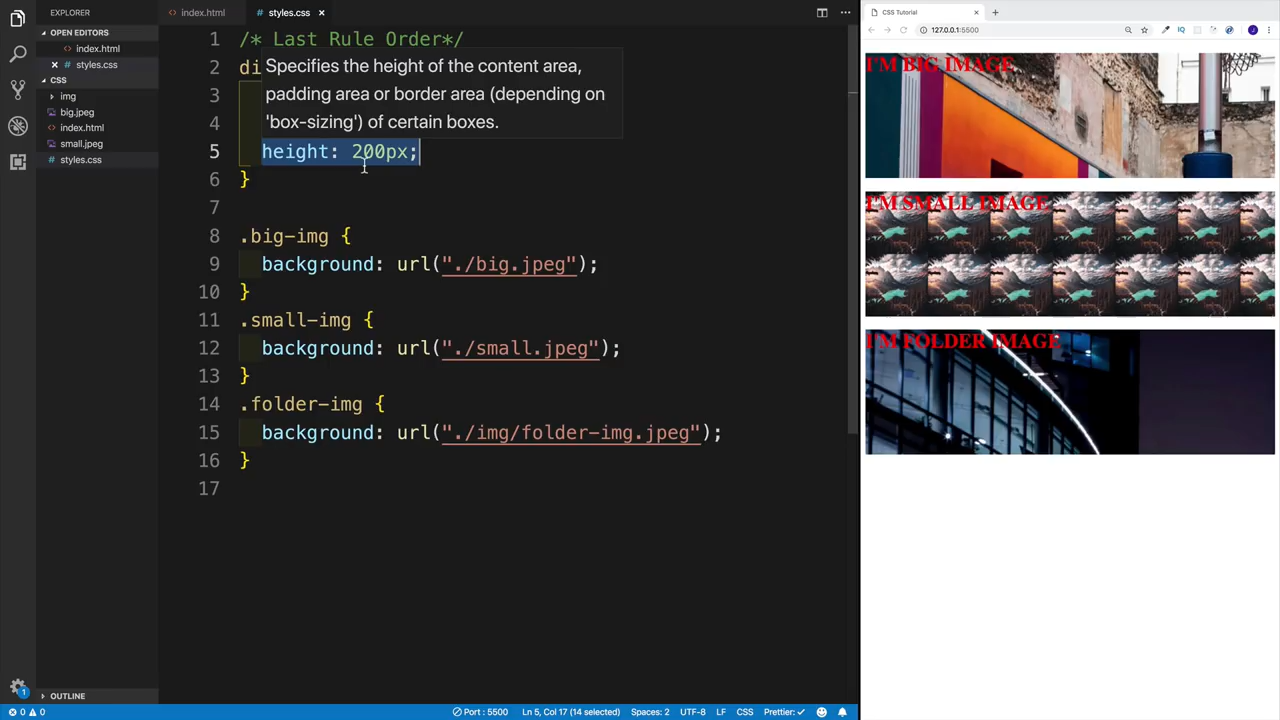 EXPLORER
OPEN EDITORS
index.html
styles.css
CSS
img
big.jpeg
index.html
small.jpeg
styles.css
OUTLINE
index.html
styles.css
1 /* Last Rule Order*/
2 di
Specifies the height of the content area,
padding area or border area (depending on
'box-sizing') of certain boxes.
3
4
5 height: 200px;
6 }
7
8 .big-img {
9 background: url("./big.jpeg");
10 }
11 .small-img {
12 background: url("./small.jpeg");
13 }
14 .folder-img {
15 background: url("./img/folder-img.jpeg");
16 }
17
CSS Tutorial
127.0.0.1:5500
IQ
J
I'M BIG IMAGE
I'M SMALL IMAGE
I'M FOLDER IMAGE
1
0 0 Port : 5500 Ln 5, Col 17 (14 selected) Spaces: 2 UTF-8 LF CSS Prettier: ✓